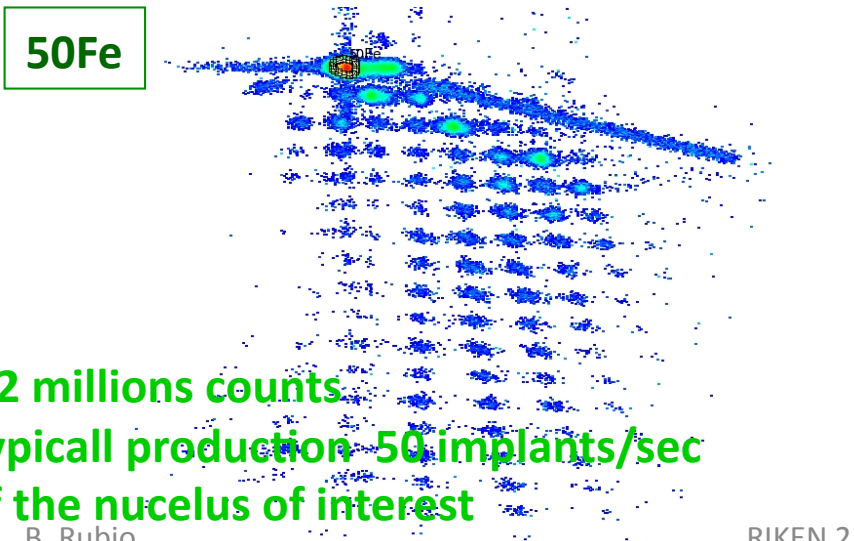 50Fe
50Fe
2 millions counts
ypicall production 50 implants/sec
f the nucelus of interest
B. Rubio
RIKEN 2